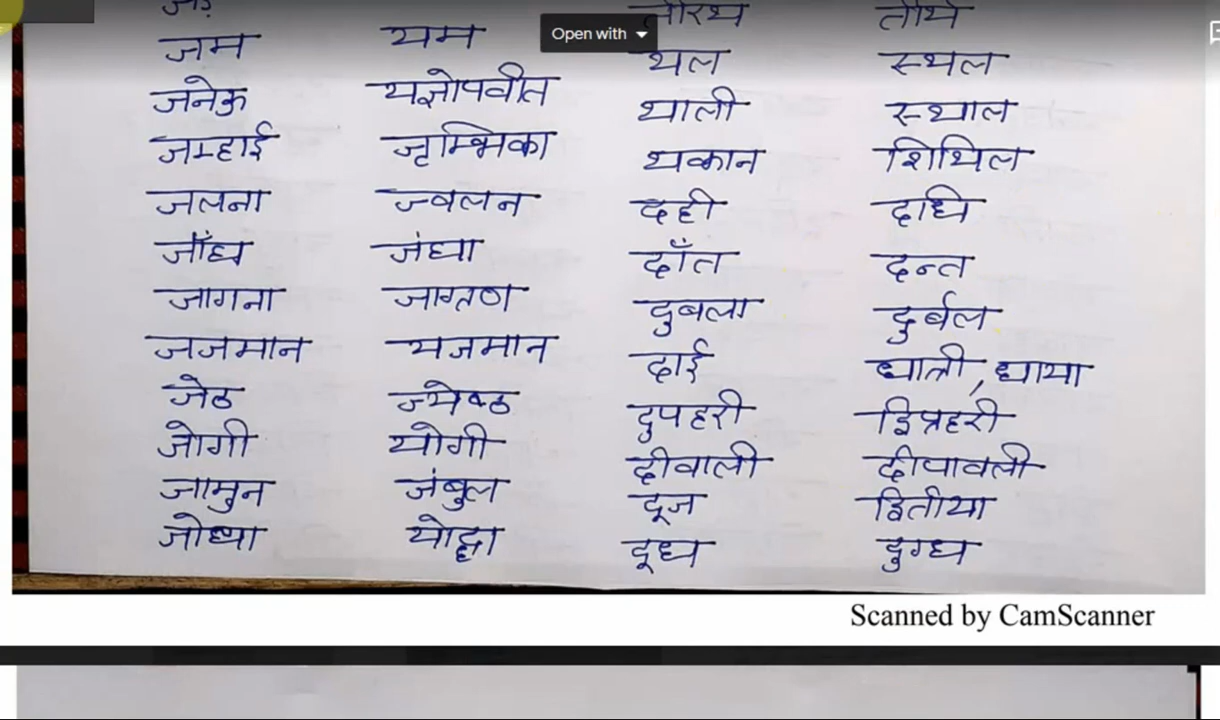 Open with
जम यम थल स्थल
जनेऊ यज्ञोपवीत थाली स्थाल
जम्हाई जृम्भिका थकान शिथिल
जलना ज्वलन दही दधि
जाँघ जंघा दाँत दन्त
जागना जागरण दुबला दुर्बल
जजमान यजमान दाई धात्री, धाया
जेठ ज्येष्ठ दुपहरी द्विप्रहरी
जोगी योगी दीवाली दीपावली
जामुन जंबुल दूज द्वितीया
जोधा योद्धा दूध दुग्ध
Scanned by CamScanner